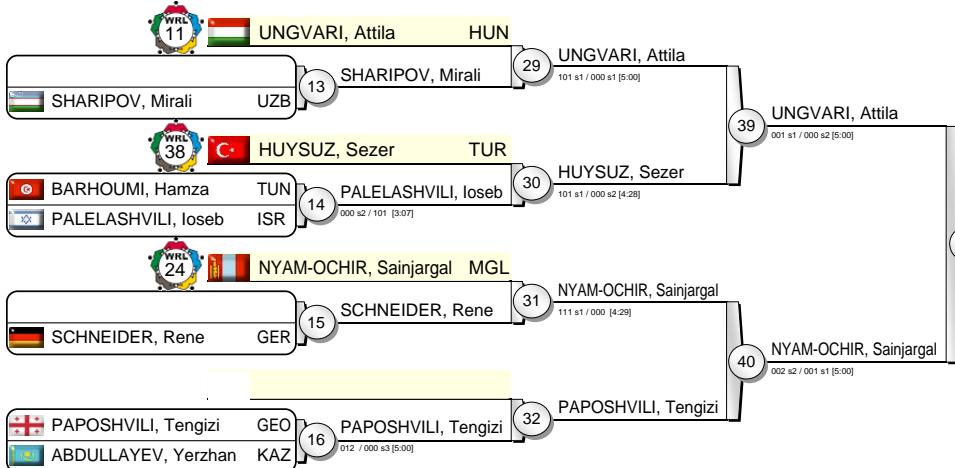 WRL
11
UNGVARI, Attila HUN
29
UNGVARI, Attila
101 s1 / 000 s1 [5:00]
SHARIPOV, Mirali UZB
13
SHARIPOV, Mirali
39
UNGVARI, Attila
001 s1 / 000 s2 [5:00]
WRL
38
HUYSUZ, Sezer TUR
30
HUYSUZ, Sezer
101 s1 / 000 s2 [4:28]
BARHOUMI, Hamza TUN
PALELASHVILI, Ioseb ISR
14
PALELASHVILI, Ioseb
000 s2 / 101 [3:07]
WRL
24
NYAM-OCHIR, Sainjargal MGL
31
NYAM-OCHIR, Sainjargal
111 s1 / 000 [4:29]
SCHNEIDER, Rene GER
15
SCHNEIDER, Rene
40
NYAM-OCHIR, Sainjargal
002 s2 / 001 s1 [5:00]
32
PAPOSHVILI, Tengizi
PAPOSHVILI, Tengizi GEO
ABDULLAYEV, Yerzhan KAZ
16
PAPOSHVILI, Tengizi
012 / 000 s3 [5:00]